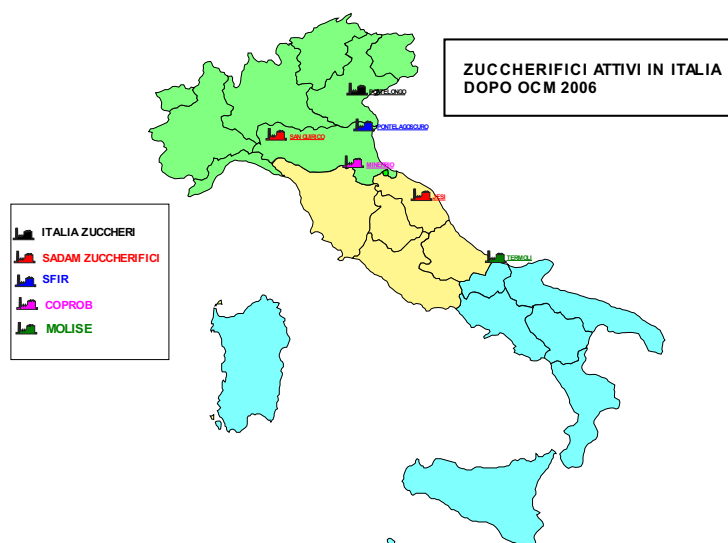 ZUCCHERIFICI ATTIVI IN ITALIA
DOPO OCM 2006
PONTELONGO
PONTELAGOSCURO
SAN QUIRICO
MINERBIO
JESI
TERMOLI
ITALIA ZUCCHERI
SADAM ZUCCHERIFICI
SFIR
COPROB
MOLISE